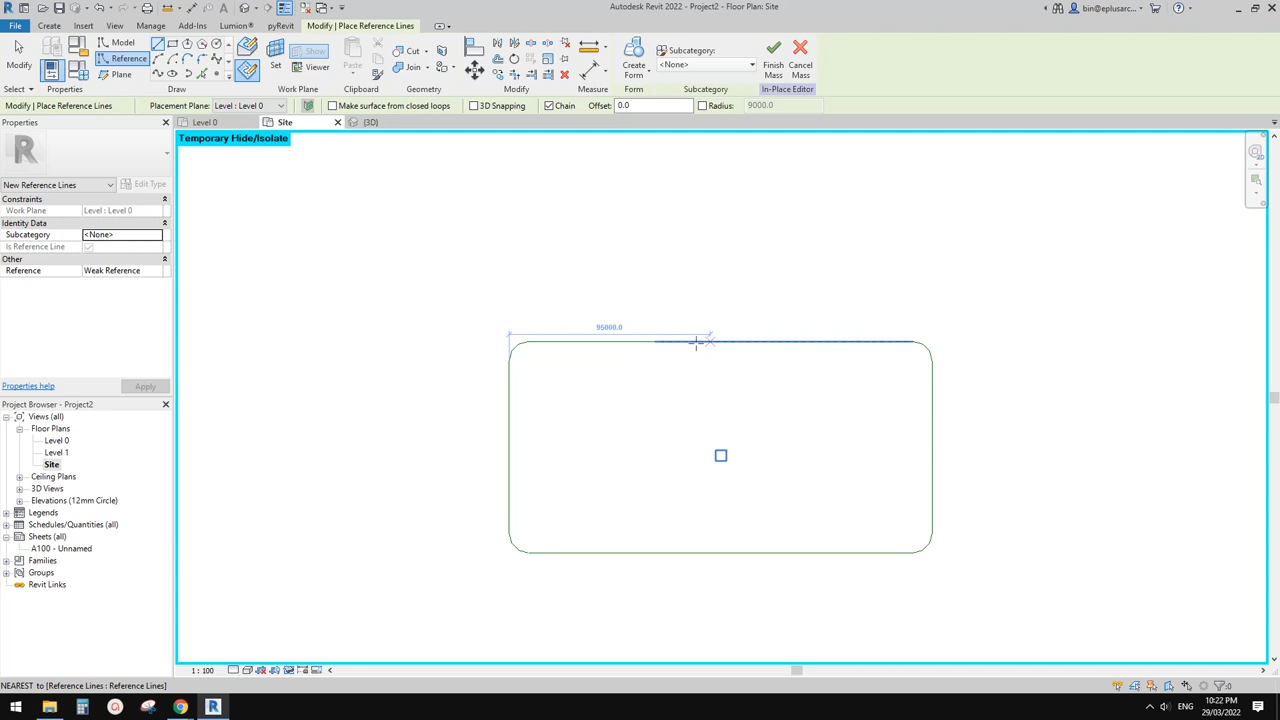 Autodesk Revit 2022 - Project2 - Floor Plan: Site
bin@eplusarc...
File Create Insert View Manage Add-Ins Lumion® pyRevit Modify | Place Reference Lines
Modify
Model
Reference
Plane
Set
Show
Viewer
Paste
Cut
Join
Create
Form
Subcategory:
<None>
Finish
Mass
Cancel
Mass
Select Properties Draw Work Plane Clipboard Geometry Modify Measure Form Subcategory In-Place Editor
Modify | Place Reference Lines Placement Plane: Level : Level 0 Make surface from closed loops 3D Snapping Chain Offset: 0.0 Radius: 9000.0
Properties
Level 0 Site {3D}
Temporary Hide/Isolate
New Reference Lines Edit Type
Constraints
Work Plane Level : Level 0
Identity Data
Subcategory <None>
Is Reference Line
Other
Reference Weak Reference
95000.0
Properties help Apply
Project Browser - Project2
Views (all)
Floor Plans
Level 0
Level 1
Site
Ceiling Plans
3D Views
Elevations (12mm Circle)
Legends
Schedules/Quantities (all)
Sheets (all)
A100 - Unnamed
Families
Groups
Revit Links
1 : 100
NEAREST to [Reference Lines : Reference Lines]
:0
ENG
10:22 PM
29/03/2022